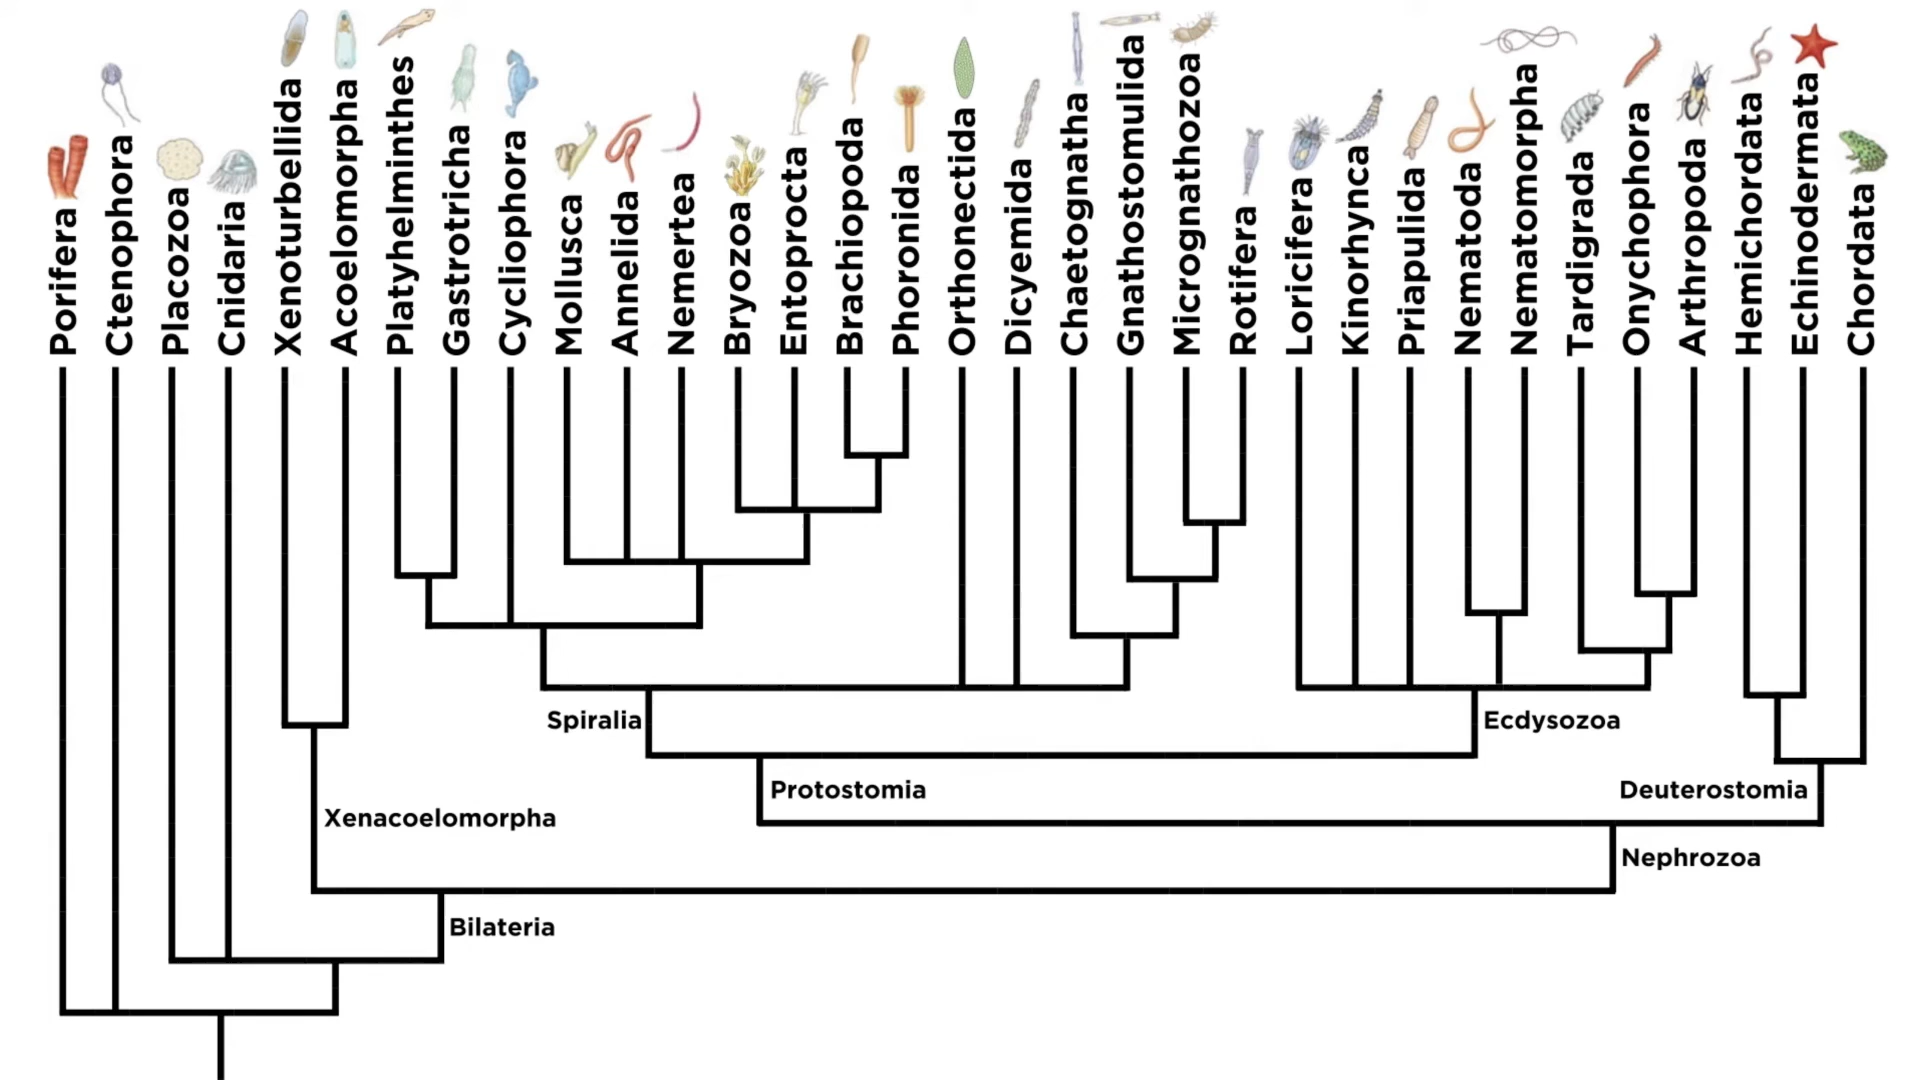 Porifera
Ctenophora
Placozoa
Cnidaria
Xenoturbellida
Acoelomorpha
Platyhelminthes
Gastrotricha
Cycliophora
Mollusca
Annelida
Nemertea
Bryozoa
Entoprocta
Brachiopoda
Phoronida
Orthonectida
Dicyemida
Chaetognatha
Gnathostomulida
Micrognathozoa
Rotifera
Loricifera
Kinorhynca
Priapulida
Nematoda
Nematomorpha
Tardigrada
Onychophora
Arthropoda
Hemichordata
Echinodermata
Chordata
Spiralia
Ecdysozoa
Protostomia
Deuterostomia
Xenacoelomorpha
Nephrozoa
Bilateria